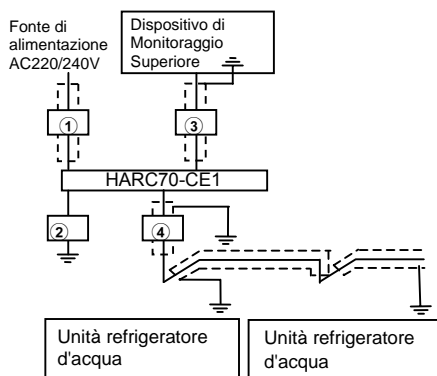 Fonte di
alimentazione
AC220/240V
Dispositivo di
Monitoraggio
Superiore
①
③
HARC70-CE1
②
④
Unità refrigeratore
d'acqua
Unità refrigeratore
d'acqua